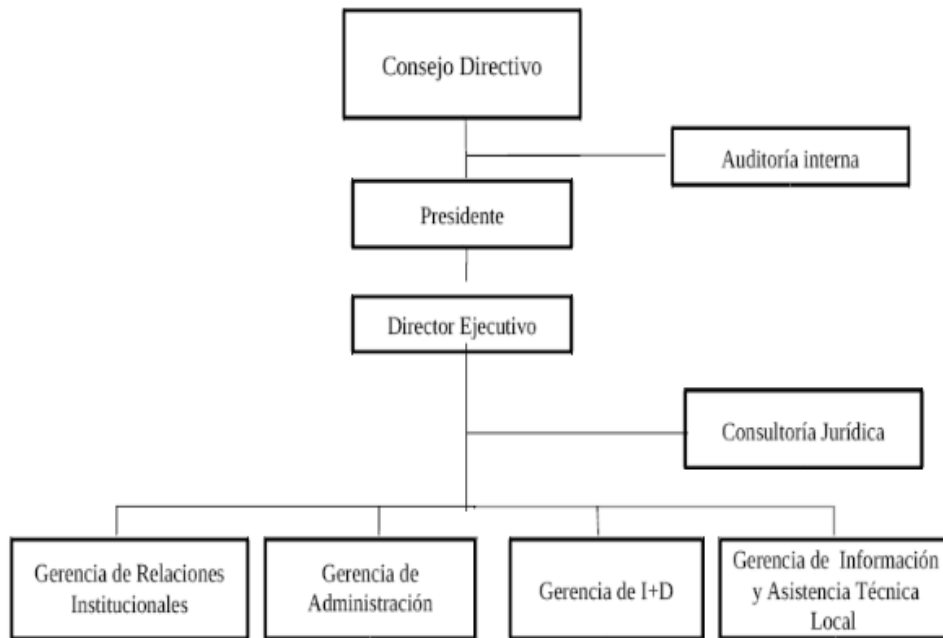 Consejo Directivo
Auditoría interna
Presidente
Director Ejecutivo
Consultoría Jurídica
Gerencia de Relaciones
Institucionales
Gerencia de
Administración
Gerencia de I+D
Gerencia de Información
y Asistencia Técnica
Local